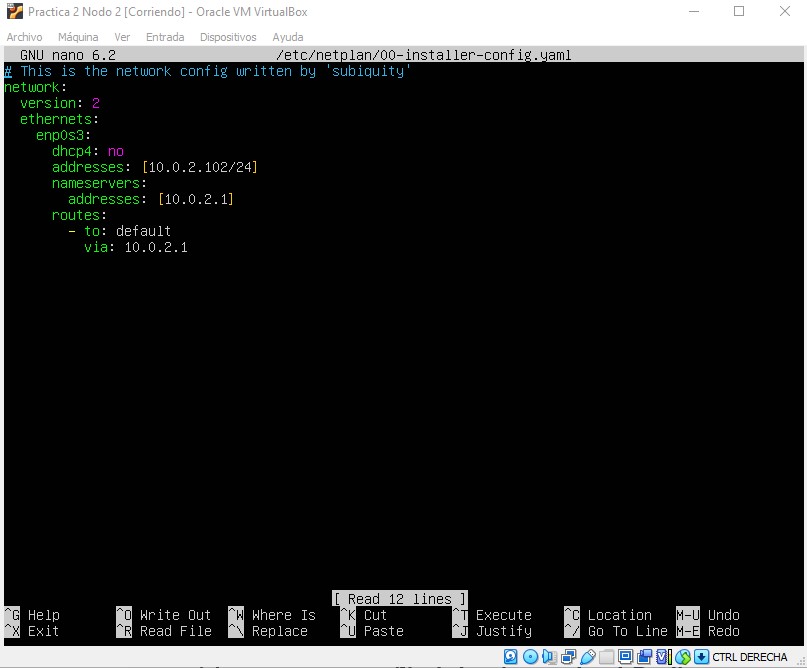 Practica 2 Nodo 2 [Corriendo] - Oracle VM VirtualBox
Archivo Máquina Ver Entrada Dispositivos Ayuda
GNU nano 6.2 /etc/netplan/00-installer-config.yaml
# This is the network config written by 'subiquity'
network:
  version: 2
  ethernets:
    enp0s3:
      dhcp4: no
      addresses: [10.0.2.102/24]
      nameservers:
        addresses: [10.0.2.1]
      routes:
        - to: default
          via: 10.0.2.1
[ Read 12 lines ]
^G Help ^O Write Out ^W Where Is ^K Cut ^T Execute ^C Location M-U Undo
^X Exit ^R Read File ^\ Replace ^U Paste ^J Justify ^/ Go To Line M-E Redo
CTRL DERECHA